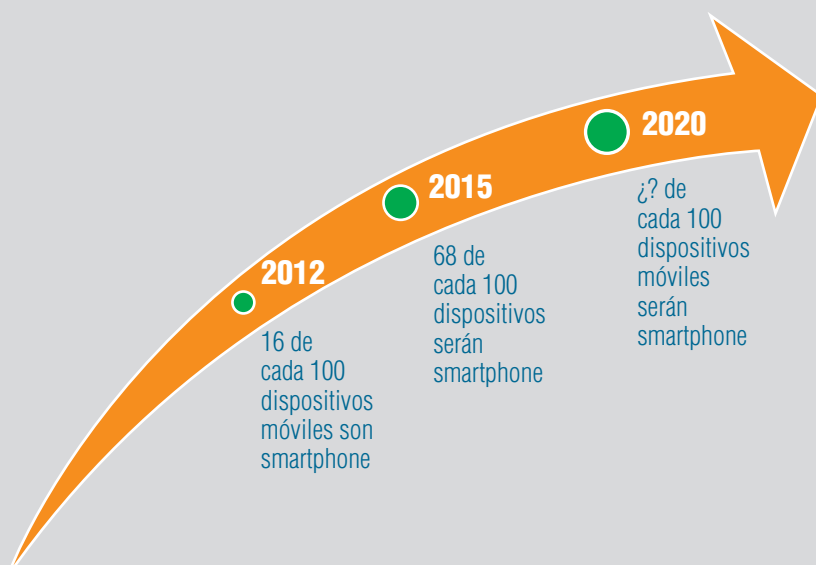 2012
16 de
cada 100
dispositivos
móviles son
smartphone
2015
68 de
cada 100
dispositivos
serán
smartphone
2020
¿? de
cada 100
dispositivos
móviles
serán
smartphone